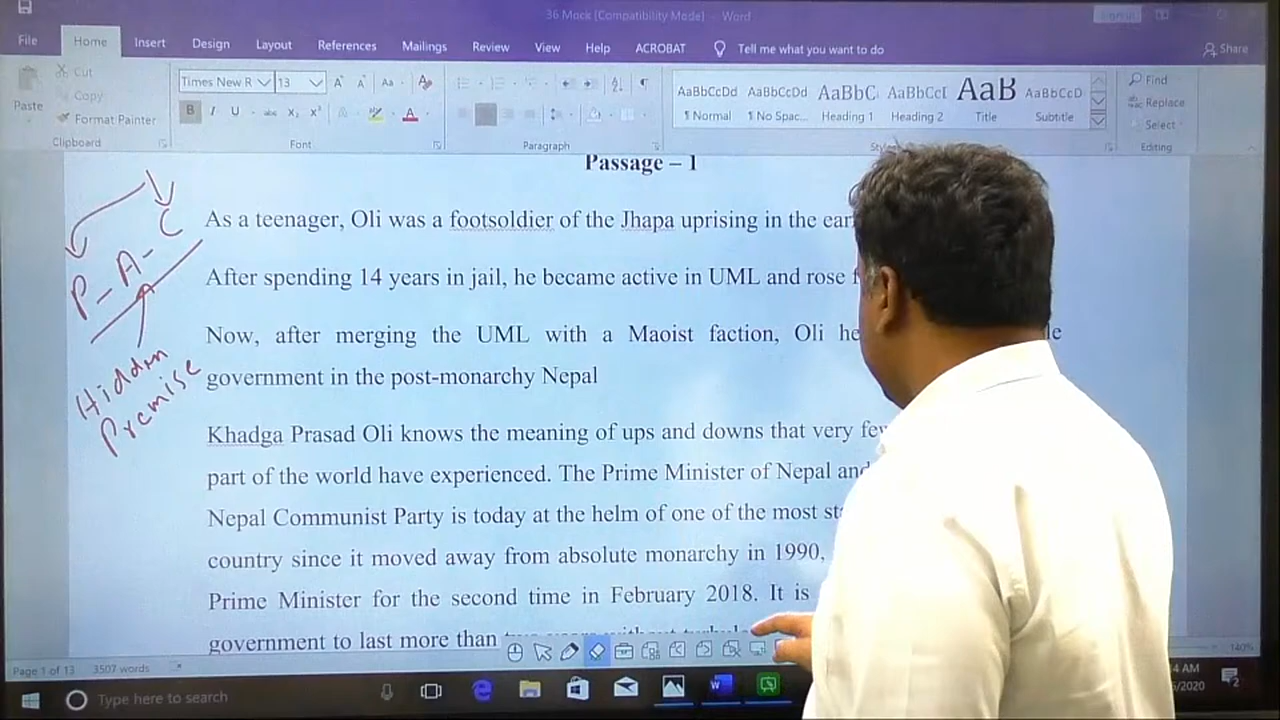 36 Mock [Compatibility Mode] - Word
File Home Insert Design Layout References Mailings Review View Help ACROBAT Tell me what you want to do Share
Cut
Copy
Paste
Format Painter
Clipboard
Times New R 13
Font
Paragraph
AaBbCcDd AaBbCcDd AaBbC AaBbCcI AaB AaBbCcD
¶ Normal ¶ No Spac... Heading 1 Heading 2 Title Subtitle
Find
Replace
Select
Editing
Passage – 1
P - A - C
Hidden
Premise
As a teenager, Oli was a footsoldier of the Jhapa uprising in the
After spending 14 years in jail, he became active in UML and rose
Now, after merging the UML with a Maoist faction, Oli
government in the post-monarchy Nepal
Khadga Prasad Oli knows the meaning of ups and downs that very
part of the world have experienced. The Prime Minister of Nepal and
Nepal Communist Party is today at the helm of one of the most
country since it moved away from absolute monarchy in 1990,
Prime Minister for the second time in February 2018. It is
government to last more than
Page 1 of 13 3507 words
140%
Type here to search